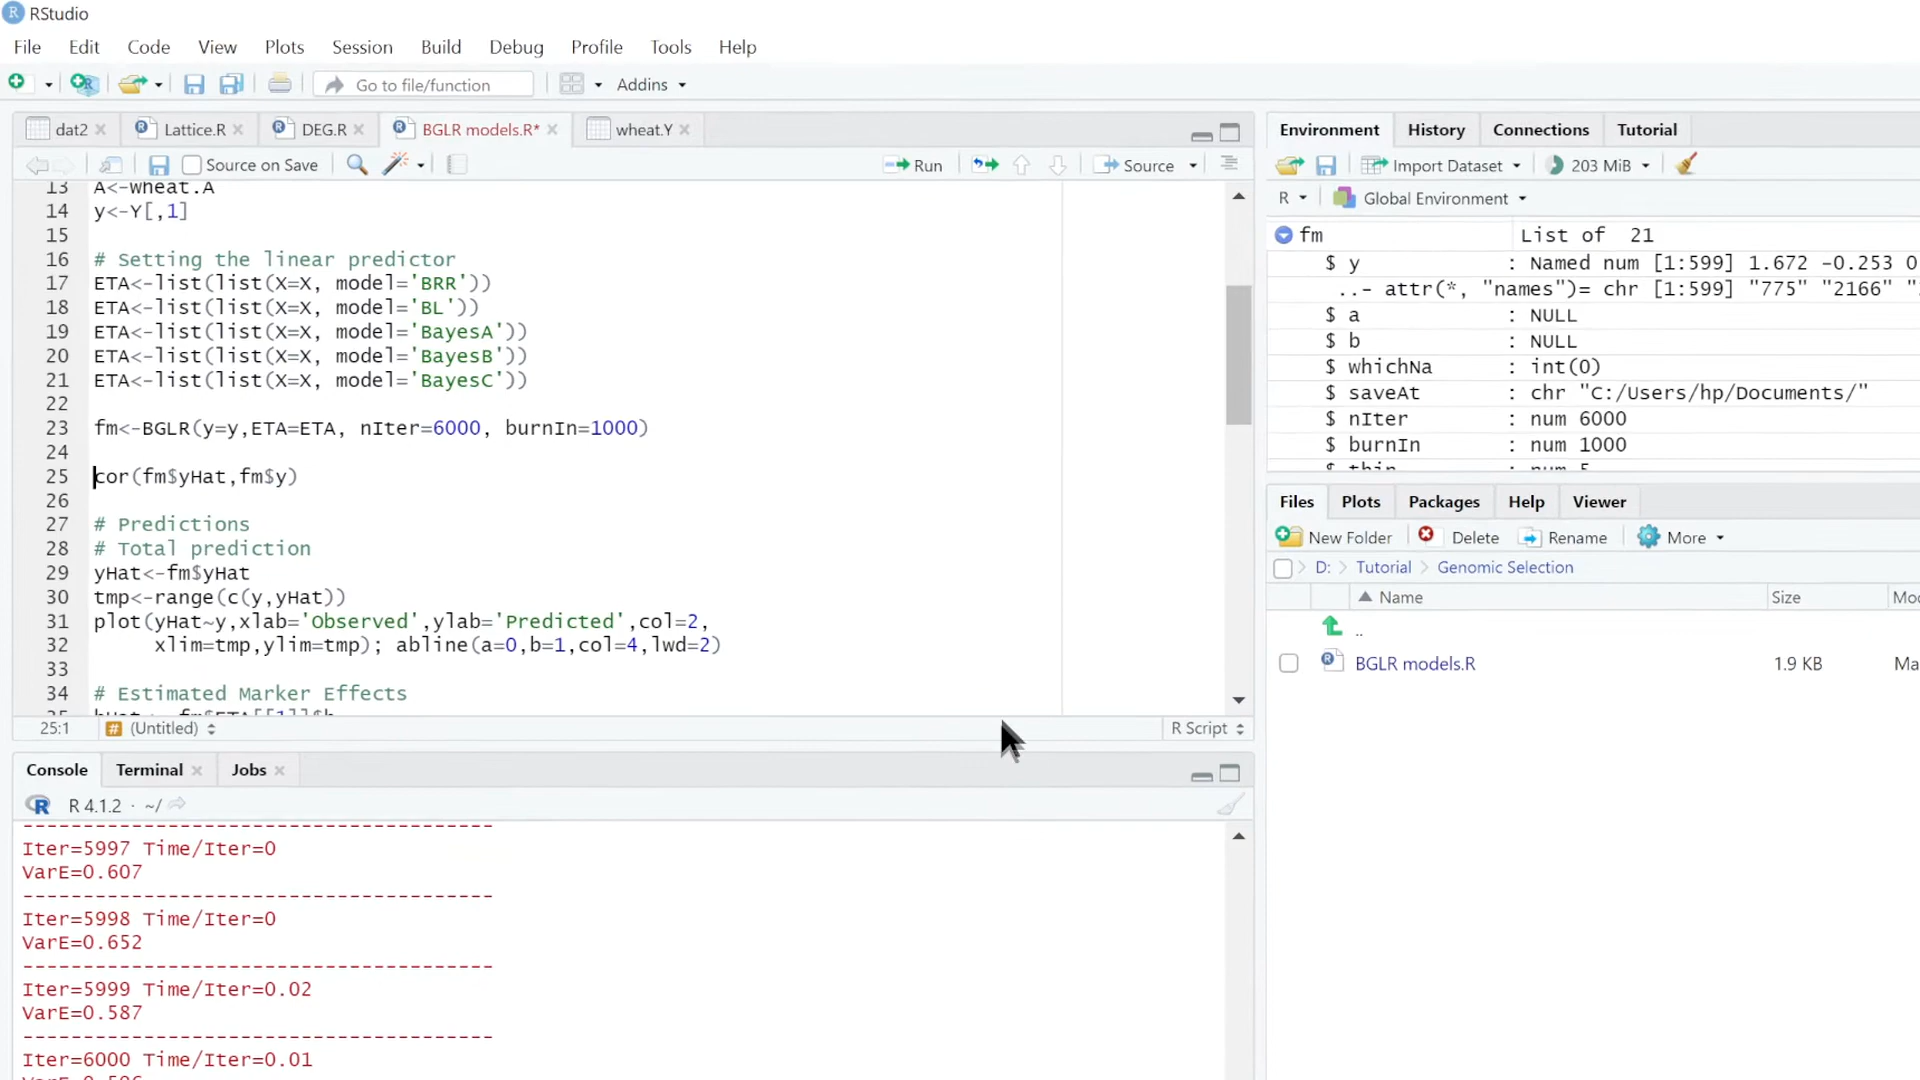 RStudio
File Edit Code View Plots Session Build Debug Profile Tools Help
Go to file/function Addins
dat2 Lattice.R DEG.R BGLR models.R* wheat.Y
Source on Save Run Source
13 A<-wheat.A
14 y<-Y[,1]
15
16 # Setting the linear predictor
17 ETA<-list(list(X=X, model='BRR'))
18 ETA<-list(list(X=X, model='BL'))
19 ETA<-list(list(X=X, model='BayesA'))
20 ETA<-list(list(X=X, model='BayesB'))
21 ETA<-list(list(X=X, model='BayesC'))
22
23 fm<-BGLR(y=y,ETA=ETA, nIter=6000, burnIn=1000)
24
25 cor(fm$yHat,fm$y)
26
27 # Predictions
28 # Total prediction
29 yHat<-fm$yHat
30 tmp<-range(c(y,yHat))
31 plot(yHat~y,xlab='Observed',ylab='Predicted',col=2,
32 xlim=tmp,ylim=tmp); abline(a=0,b=1,col=4,lwd=2)
33
34 # Estimated Marker Effects
25:1 (Untitled) R Script
Console Terminal Jobs
R 4.1.2 · ~/
Iter=5997 Time/Iter=0
VarE=0.607
---------------------------------------
Iter=5998 Time/Iter=0
VarE=0.652
---------------------------------------
Iter=5999 Time/Iter=0.02
VarE=0.587
---------------------------------------
Iter=6000 Time/Iter=0.01
Environment History Connections Tutorial
Import Dataset 203 MiB
R Global Environment
fm List of 21
$ y : Named num [1:599] 1.672 -0.253 0
..- attr(*, "names")= chr [1:599] "775" "2166" "
$ a : NULL
$ b : NULL
$ whichNa : int(0)
$ saveAt : chr "C:/Users/hp/Documents/"
$ nIter : num 6000
$ burnIn : num 1000
Files Plots Packages Help Viewer
New Folder Delete Rename More
D: Tutorial Genomic Selection
Name Size
..
BGLR models.R 1.9 KB